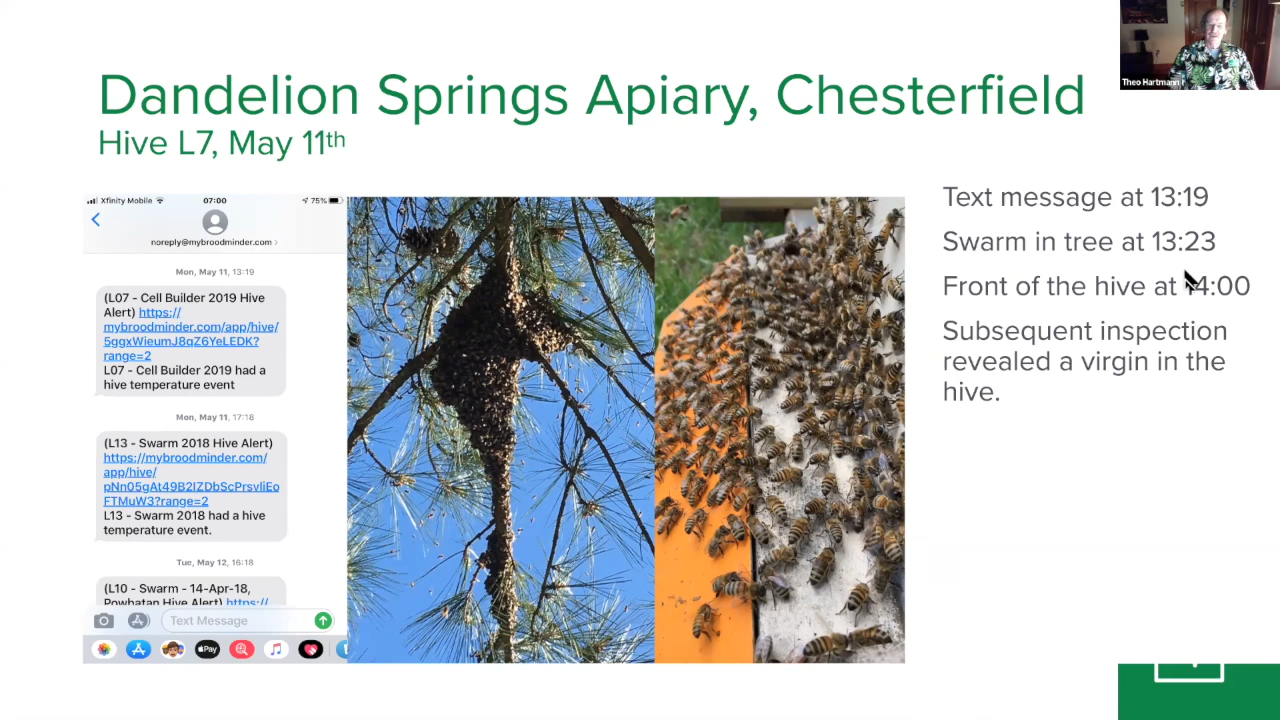 Theo Hartmann
Dandelion Springs Apiary, Chesterfield
Hive L7, May 11th
Xfinity Mobile
07:00
75%
noreply@mybroodminder.com
Mon, May 11, 13:19
(L07 - Cell Builder 2019 Hive
Alert) https://
mybroodminder.com/app/hive/
5ggxWieumJ8qZ6YeLEDK?
range=2
L07 - Cell Builder 2019 had a
hive temperature event
Mon, May 11, 17:18
(L13 - Swarm 2018 Hive Alert)
https://mybroodminder.com/
app/hive/
pNn05gAt49B2IZDbScPrsvliEo
FTMuW3?range=2
L13 - Swarm 2018 had a hive
temperature event.
Tue, May 12, 16:18
(L10 - Swarm - 14-Apr-18,
Powhatan Hive Alert) https://
Text Message
Pay
Text message at 13:19
Swarm in tree at 13:23
Front of the hive at 14:00
Subsequent inspection
revealed a virgin in the
hive.